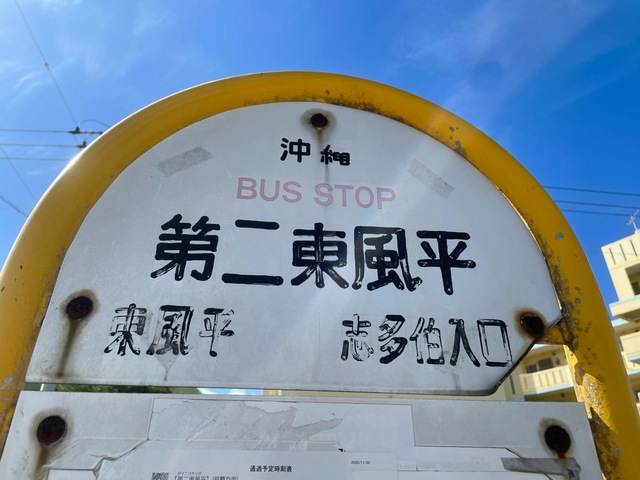 沖縄
BUS STOP
第二東風平
東風平 志多伯入口
通過予定時刻表